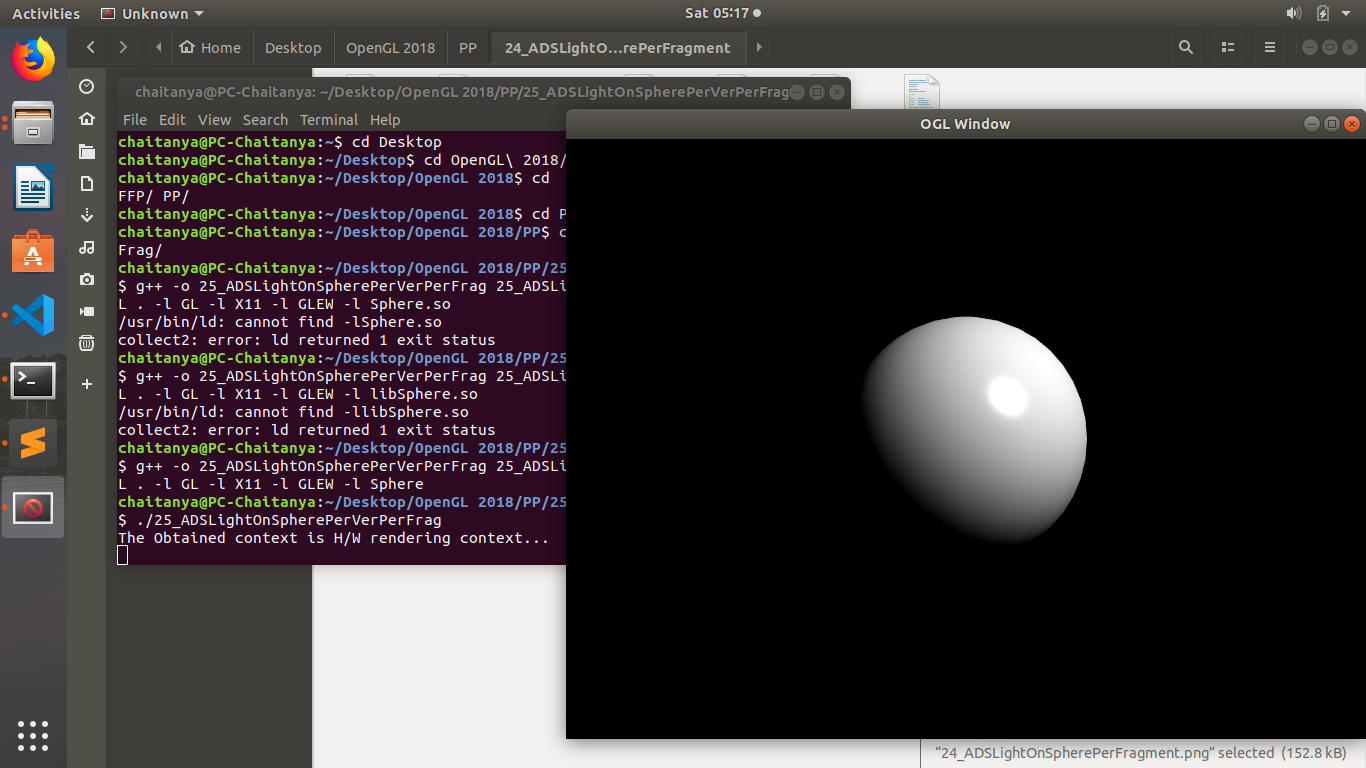 Activities
Unknown
Sat 05:17
Home
Desktop
OpenGL 2018
PP
24_ADSLightO...rePerFragment
chaitanya@PC-Chaitanya: ~/Desktop/OpenGL 2018/PP/25_ADSLightOnSpherePerVerPerFrag
File Edit View Search Terminal Help
chaitanya@PC-Chaitanya:~$ cd Desktop
chaitanya@PC-Chaitanya:~/Desktop$ cd OpenGL\ 2018/
chaitanya@PC-Chaitanya:~/Desktop/OpenGL 2018$ cd
FFP/ PP/
chaitanya@PC-Chaitanya:~/Desktop/OpenGL 2018$ cd P
chaitanya@PC-Chaitanya:~/Desktop/OpenGL 2018/PP$ c
Frag/
chaitanya@PC-Chaitanya:~/Desktop/OpenGL 2018/PP/25
$ g++ -o 25_ADSLightOnSpherePerVerPerFrag 25_ADSLi
L . -l GL -l X11 -l GLEW -l Sphere.so
/usr/bin/ld: cannot find -lSphere.so
collect2: error: ld returned 1 exit status
chaitanya@PC-Chaitanya:~/Desktop/OpenGL 2018/PP/25
$ g++ -o 25_ADSLightOnSpherePerVerPerFrag 25_ADSLi
L . -l GL -l X11 -l GLEW -l libSphere.so
/usr/bin/ld: cannot find -llibSphere.so
collect2: error: ld returned 1 exit status
chaitanya@PC-Chaitanya:~/Desktop/OpenGL 2018/PP/25
$ g++ -o 25_ADSLightOnSpherePerVerPerFrag 25_ADSLi
L . -l GL -l X11 -l GLEW -l Sphere
chaitanya@PC-Chaitanya:~/Desktop/OpenGL 2018/PP/25
$ ./25_ADSLightOnSpherePerVerPerFrag
The Obtained context is H/W rendering context...
OGL Window
“24_ADSLightOnSpherePerFragment.png” selected (152.8 kB)